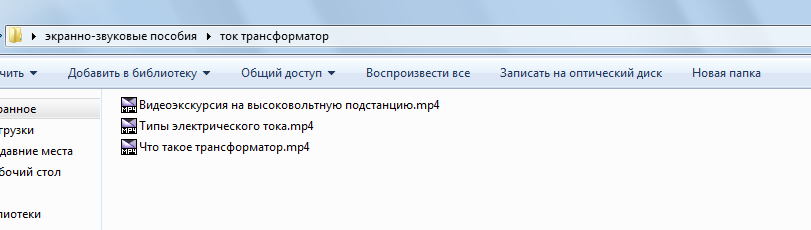 экранно-звуковые пособия ток трансформатор
Добавить в библиотеку Общий доступ Воспроизвести все Записать на оптический диск Новая папка
Видеоэкскурсия на высоковольтную подстанцию.mp4
Типы электрического тока.mp4
Что такое трансформатор.mp4